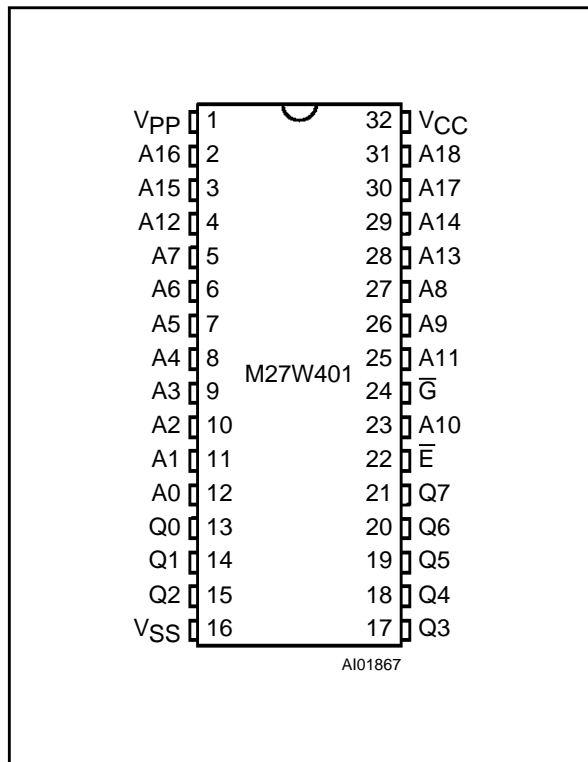 VPP 1 32 VCC
A16 2 31 A18
A15 3 30 A17
A12 4 29 A14
A7 5 28 A13
A6 6 27 A8
A5 7 26 A9
A4 8 25 A11
M27W401
A3 9 24 G̅
A2 10 23 A10
A1 11 22 E̅
A0 12 21 Q7
Q0 13 20 Q6
Q1 14 19 Q5
Q2 15 18 Q4
VSS 16 17 Q3
AI01867